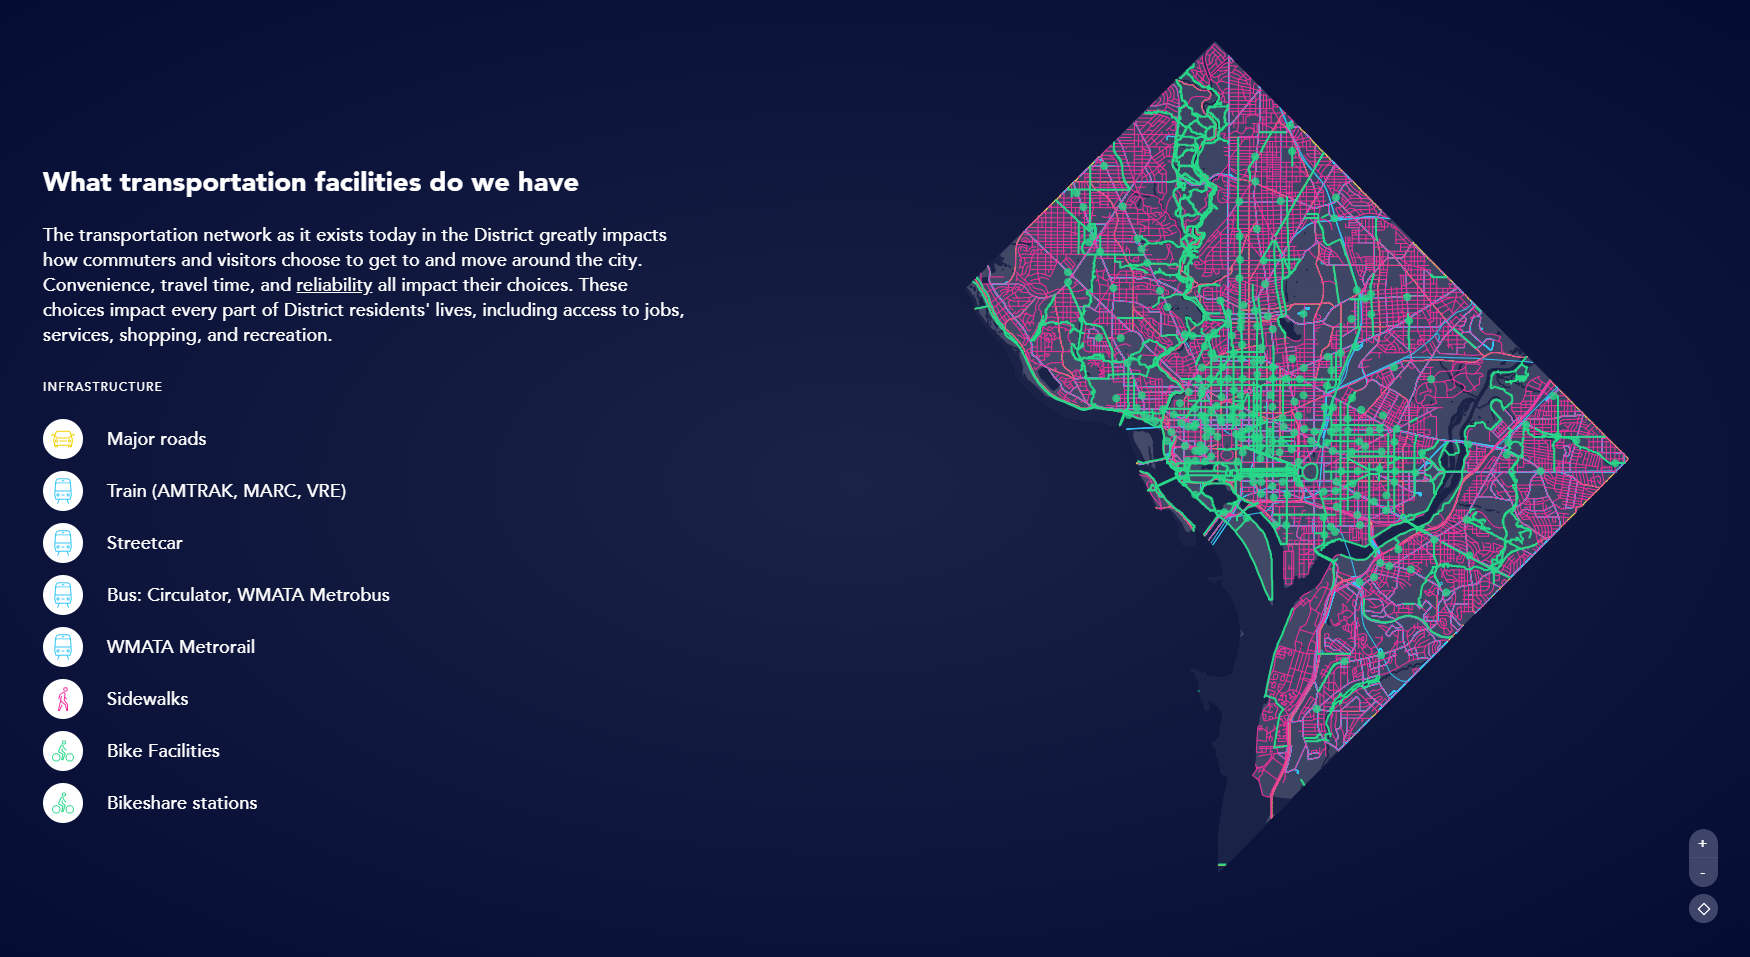 What transportation facilities do we have
The transportation network as it exists today in the District greatly impacts
how commuters and visitors choose to get to and move around the city.
Convenience, travel time, and reliability all impact their choices. These
choices impact every part of District residents' lives, including access to jobs,
services, shopping, and recreation.
INFRASTRUCTURE
Major roads
Train (AMTRAK, MARC, VRE)
Streetcar
Bus: Circulator, WMATA Metrobus
WMATA Metrorail
Sidewalks
Bike Facilities
Bikeshare stations
+
-